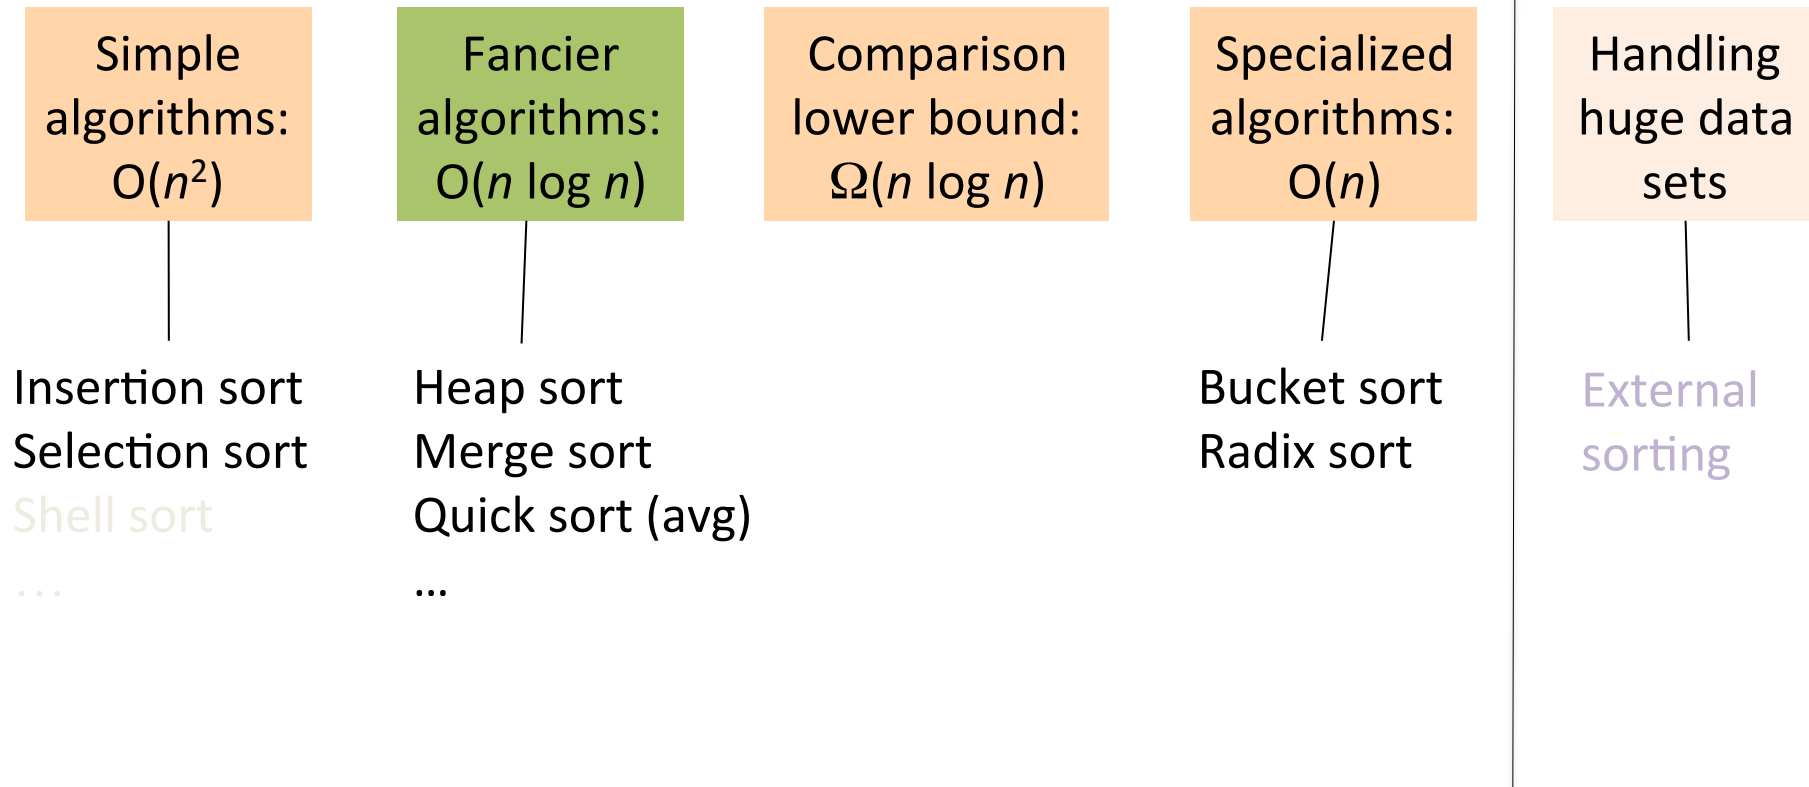 Simple
algorithms:
O(n²)
Fancier
algorithms:
O(n log n)
Comparison
lower bound:
Ω(n log n)
Specialized
algorithms:
O(n)
Handling
huge data
sets
Insertion sort
Selection sort
Shell sort
…
Heap sort
Merge sort
Quick sort (avg)
…
Bucket sort
Radix sort
External
sorting